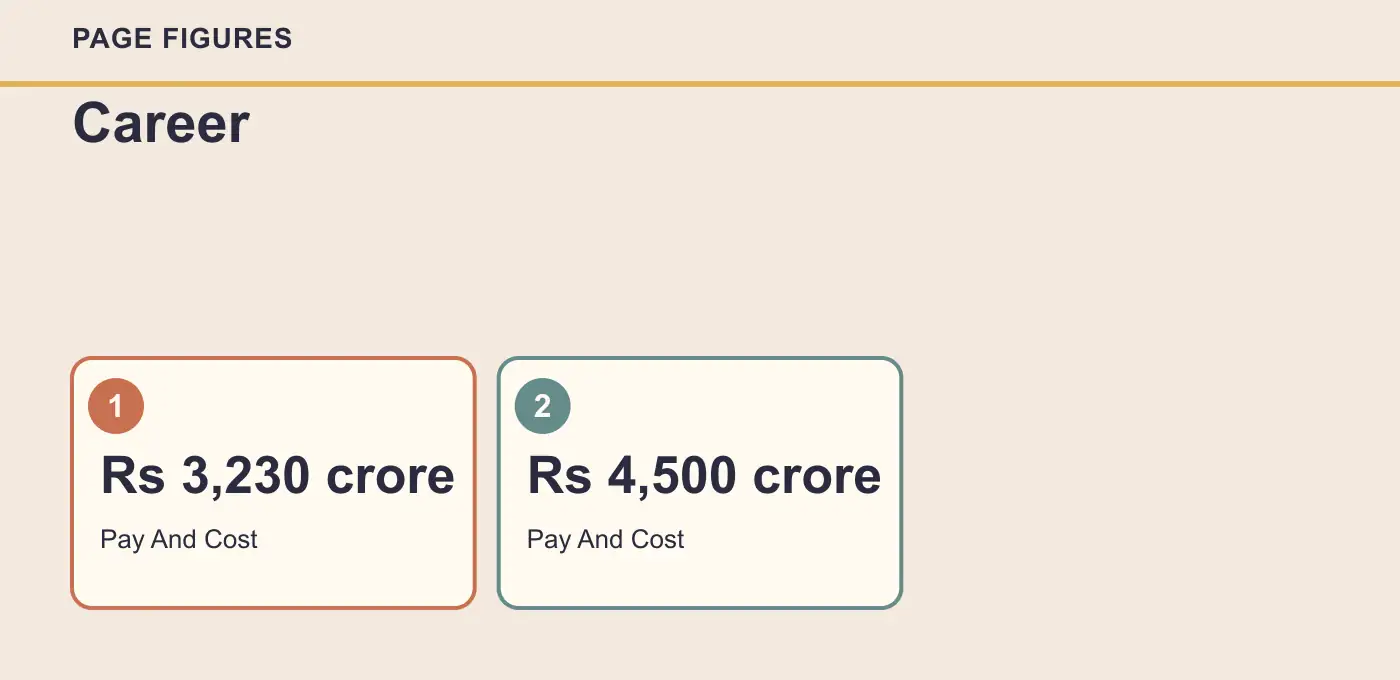 PAGE FIGURES
Career
1
Rs 3,230 crore
Pay And Cost
2
Rs 4,500 crore
Pay And Cost